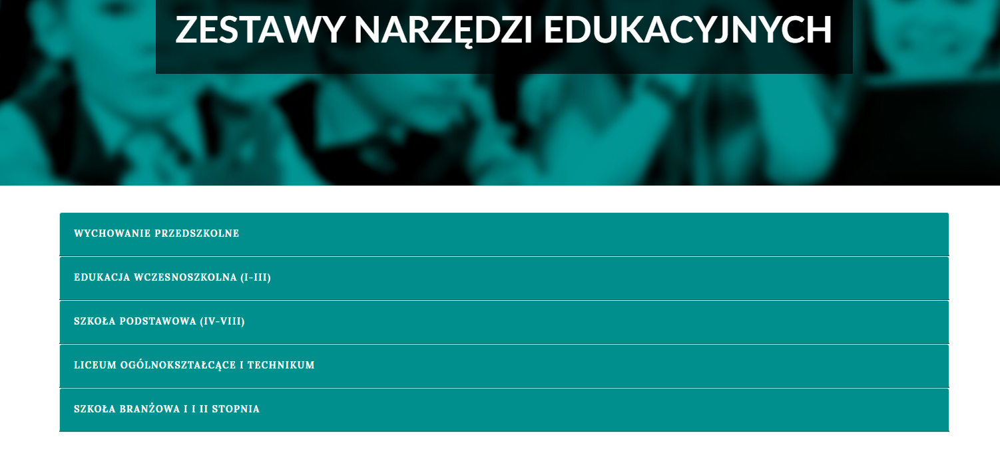 ZESTAWY NARZĘDZI EDUKACYJNYCH
WYCHOWANIE PRZEDSZKOLNE
EDUKACJA WCZESNOSZKOLNA (I-III)
SZKOŁA PODSTAWOWA (IV-VIII)
LICEUM OGÓLNOKSZTAŁCĄCE I TECHNIKUM
SZKOŁA BRANŻOWA I I II STOPNIA